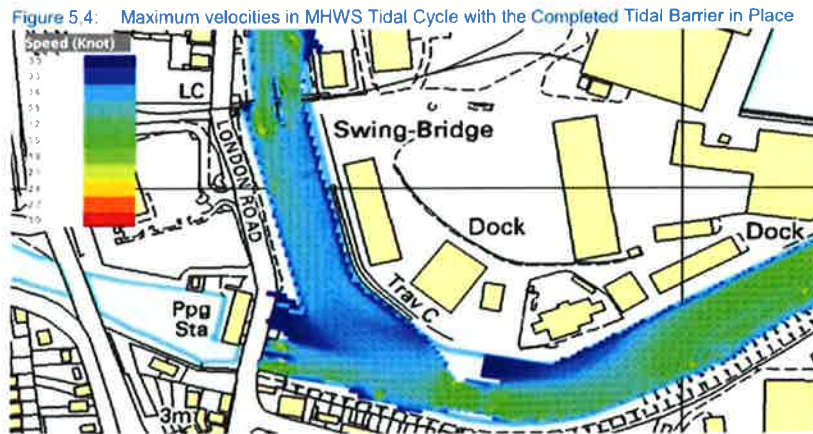 Figure 5.4: Maximum velocities in MHWS Tidal Cycle with the Completed Tidal Barrier in Place
Speed (Knot)
LC
LONDON ROAD
Swing-Bridge
Dock
Dock
Trav C
Ppg
Sta
3m